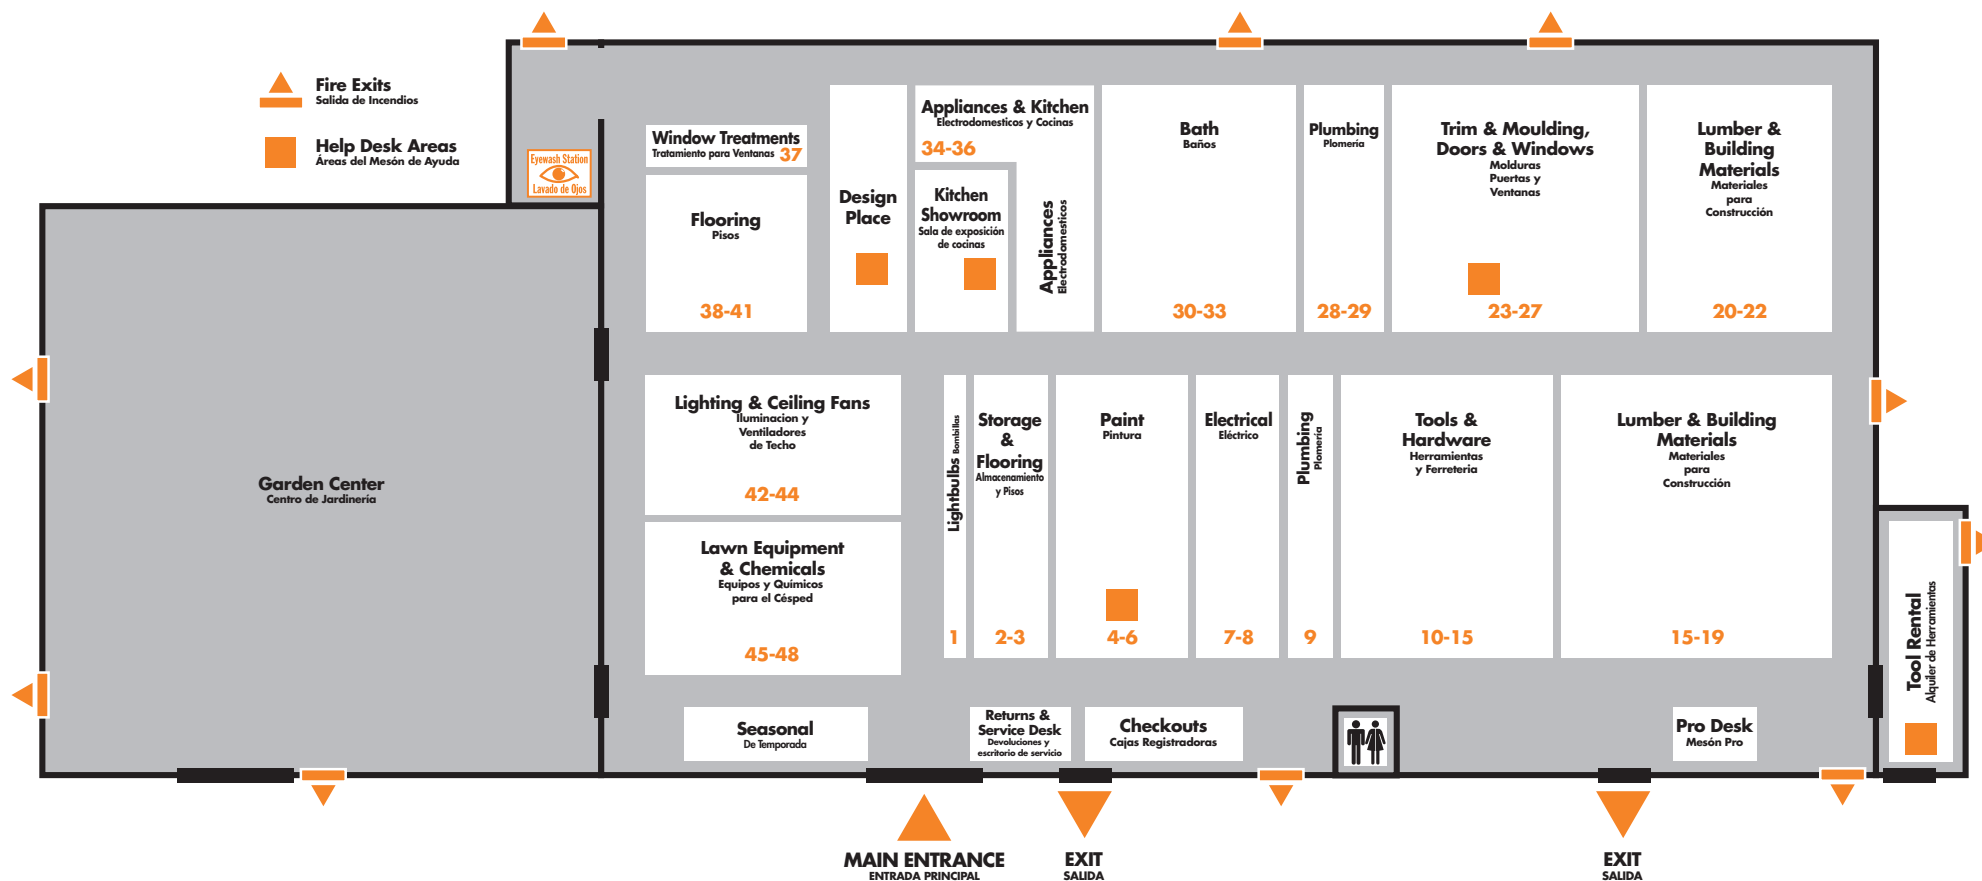 Fire Exits
Salida de Incendios
Help Desk Areas
Áreas del Mesón de Ayuda
Eyewash Station
Lavado de Ojos
Garden Center
Centro de Jardinería
Window Treatments
Tratamiento para Ventanas 37
Flooring
Pisos
38-41
Design
Place
Appliances & Kitchen
Electrodomesticos y Cocinas
34-36
Kitchen
Showroom
Sala de exposición
de cocinas
Appliances
Electrodomesticos
Bath
Baños
30-33
Plumbing
Plomería
28-29
Trim & Moulding,
Doors & Windows
Molduras
Puertas y
Ventanas
23-27
Lumber &
Building
Materials
Materiales
para
Construcción
20-22
Lighting & Ceiling Fans
Iluminacion y
Ventiladores
de Techo
42-44
Lawn Equipment
& Chemicals
Equipos y Químicos
para el Césped
45-48
Lightbulbs Bombillas
1
Storage
&
Flooring
Almacenamiento
y Pisos
2-3
Paint
Pintura
4-6
Electrical
Eléctrico
7-8
Plumbing
Plomería
9
Tools &
Hardware
Herramientas
y Ferreteria
10-15
Lumber & Building
Materials
Materiales
para
Construcción
15-19
Tool Rental
Alquiler de Herramientas
Seasonal
De Temporada
Returns &
Service Desk
Devoluciones y
escritorio de servicio
Checkouts
Cajas Registradoras
Pro Desk
Mesón Pro
MAIN ENTRANCE
ENTRADA PRINCIPAL
EXIT
SALIDA
EXIT
SALIDA